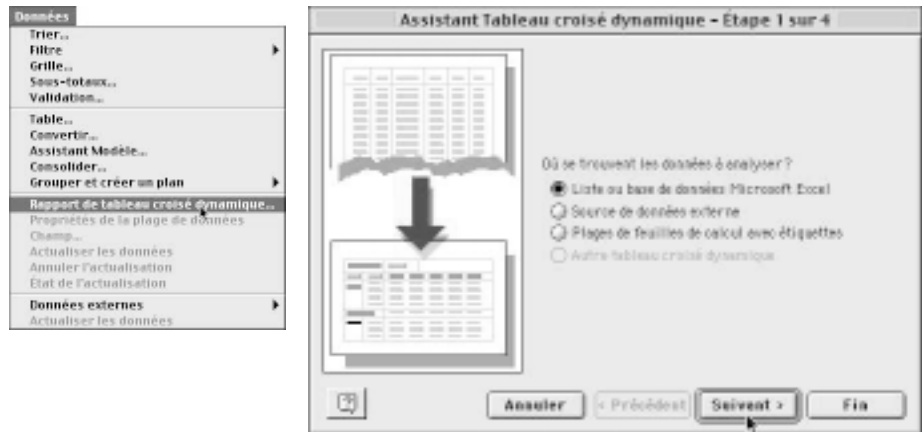 Données
Trier...
Filtre
Grille...
Sous-totaux...
Validation...
Table...
Convertir...
Assistant Modèle...
Consolider...
Grouper et créer un plan
Rapport de tableau croisé dynamique...
Propriétés de la plage de données
Champ...
Actualiser les données
Annuler l'actualisation
État de l'actualisation
Données externes
Actualiser les données
Assistant Tableau croisé dynamique - Étape 1 sur 4
Où se trouvent les données à analyser ?
Liste ou base de données Microsoft Excel
Source de données externe
Plages de feuilles de calcul avec étiquettes
Autre tableau croisé dynamique
Annuler
< Précédent
Suivant >
Fin